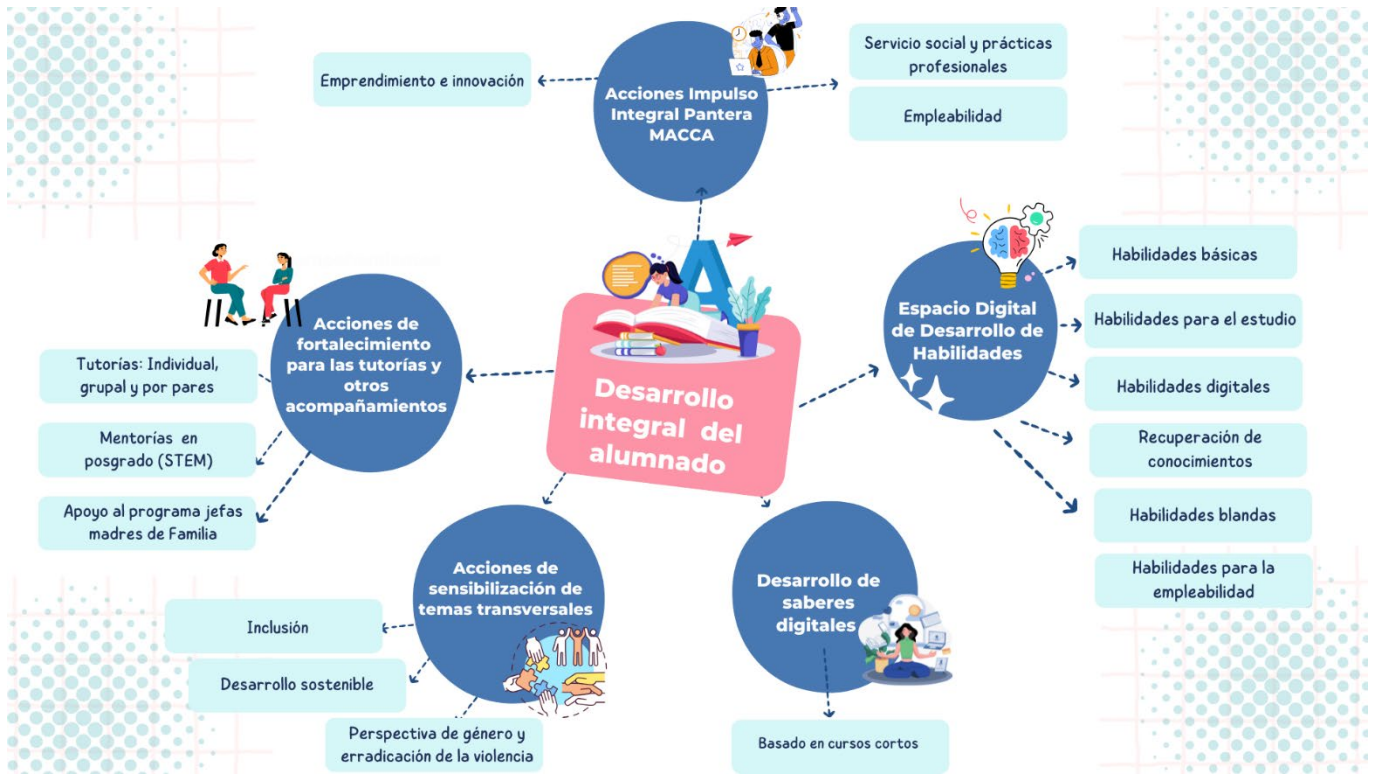 Emprendimiento e innovación
Acciones Impulso
Integral Pantera
MACCA
Servicio social y prácticas
profesionales
Empleabilidad
Desarrollo
integral del
alumnado
Espacio Digital
de Desarrollo de
Habilidades
Habilidades básicas
Habilidades para el estudio
Habilidades digitales
Recuperación de
conocimientos
Habilidades blandas
Habilidades para la
empleabilidad
Acciones de
fortalecimiento
para las tutorías y
otros
acompañamientos
Tutorías: Individual,
grupal y por pares
Mentorías en
posgrado (STEM)
Apoyo al programa jefas
madres de Familia
Acciones de
sensibilización de
temas transversales
Inclusión
Desarrollo sostenible
Perspectiva de género y
erradicación de la violencia
Desarrollo de
saberes
digitales
Basado en cursos cortos